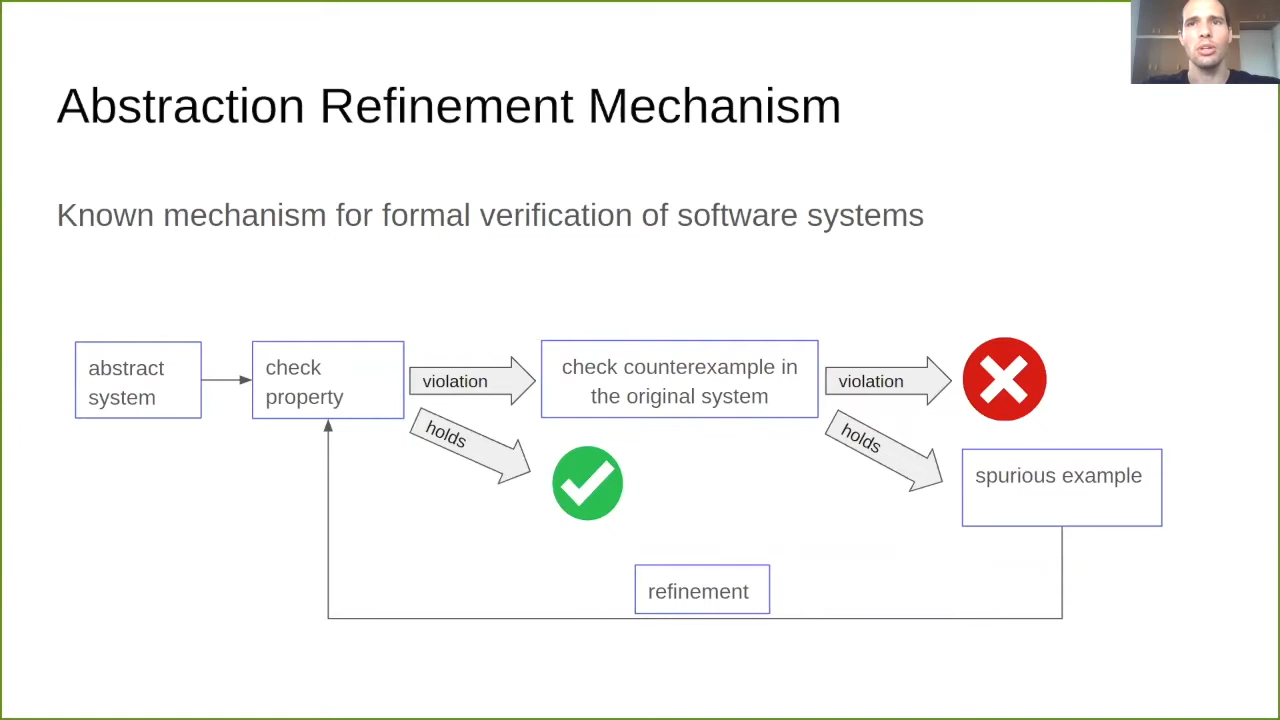 Abstraction Refinement Mechanism
Known mechanism for formal verification of software systems
abstract
system
check
property
violation
holds
check counterexample in
the original system
violation
holds
spurious example
refinement